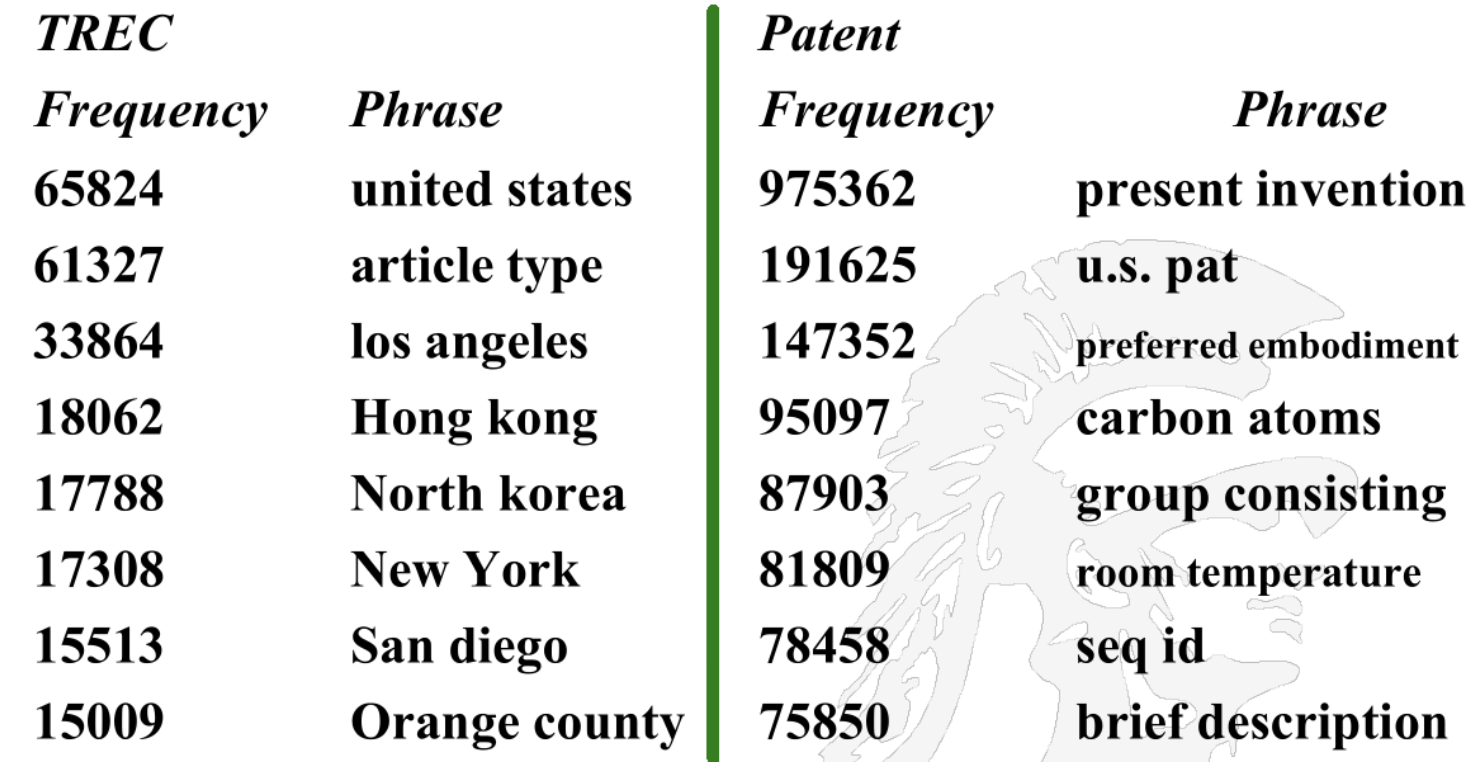 TREC
Frequency Phrase
65824 united states
61327 article type
33864 los angeles
18062 Hong kong
17788 North korea
17308 New York
15513 San diego
15009 Orange county
Patent
Frequency Phrase
975362 present invention
191625 u.s. pat
147352 preferred embodiment
95097 carbon atoms
87903 group consisting
81809 room temperature
78458 seq id
75850 brief description